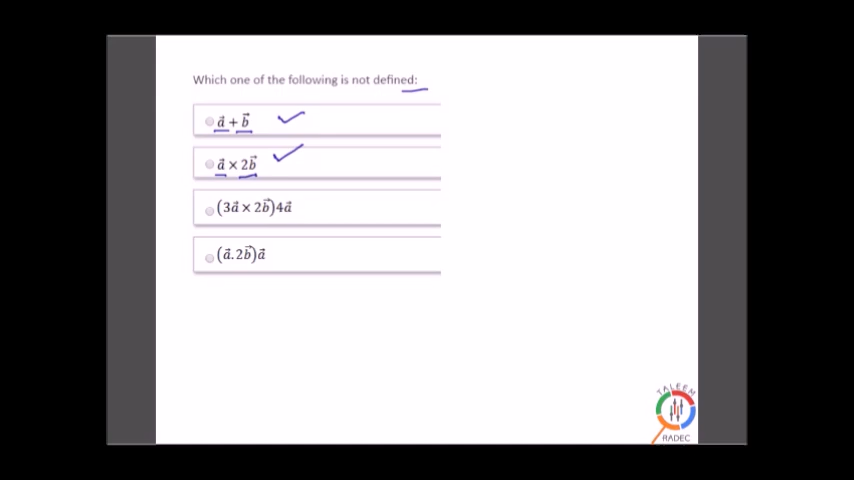 Which one of the following is not defined:
a⃗ + b⃗
a⃗ × 2b⃗
(3a⃗ × 2b⃗)4a⃗
(a⃗.2b⃗)a⃗
TALEEM
RADEC